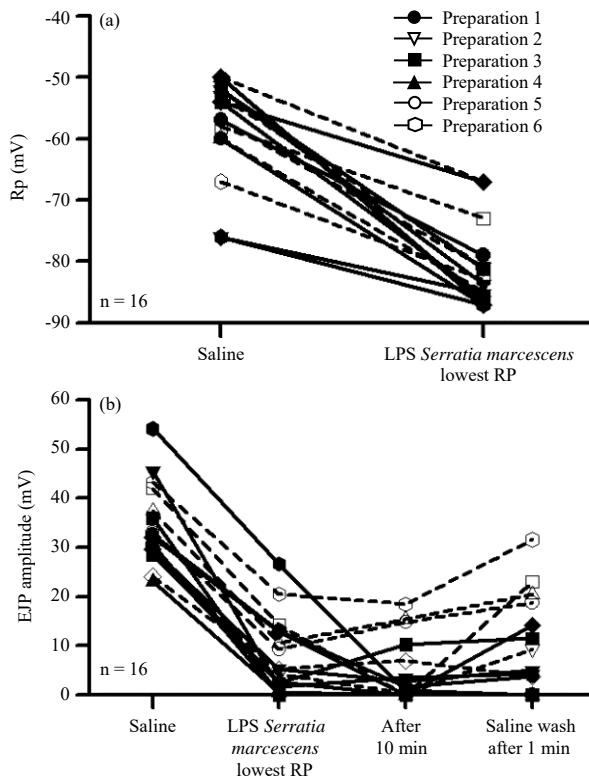 (a)
Preparation 1
Preparation 2
Preparation 3
Preparation 4
Preparation 5
Preparation 6
-40
-50
-60
-70
-80
-90
Rp (mV)
n = 16
Saline
LPS Serratia marcescens
lowest RP
(b)
60
50
40
30
20
10
0
EJP amplitude (mV)
n = 16
Saline
LPS Serratia
marcescens
lowest RP
After
10 min
Saline wash
after 1 min